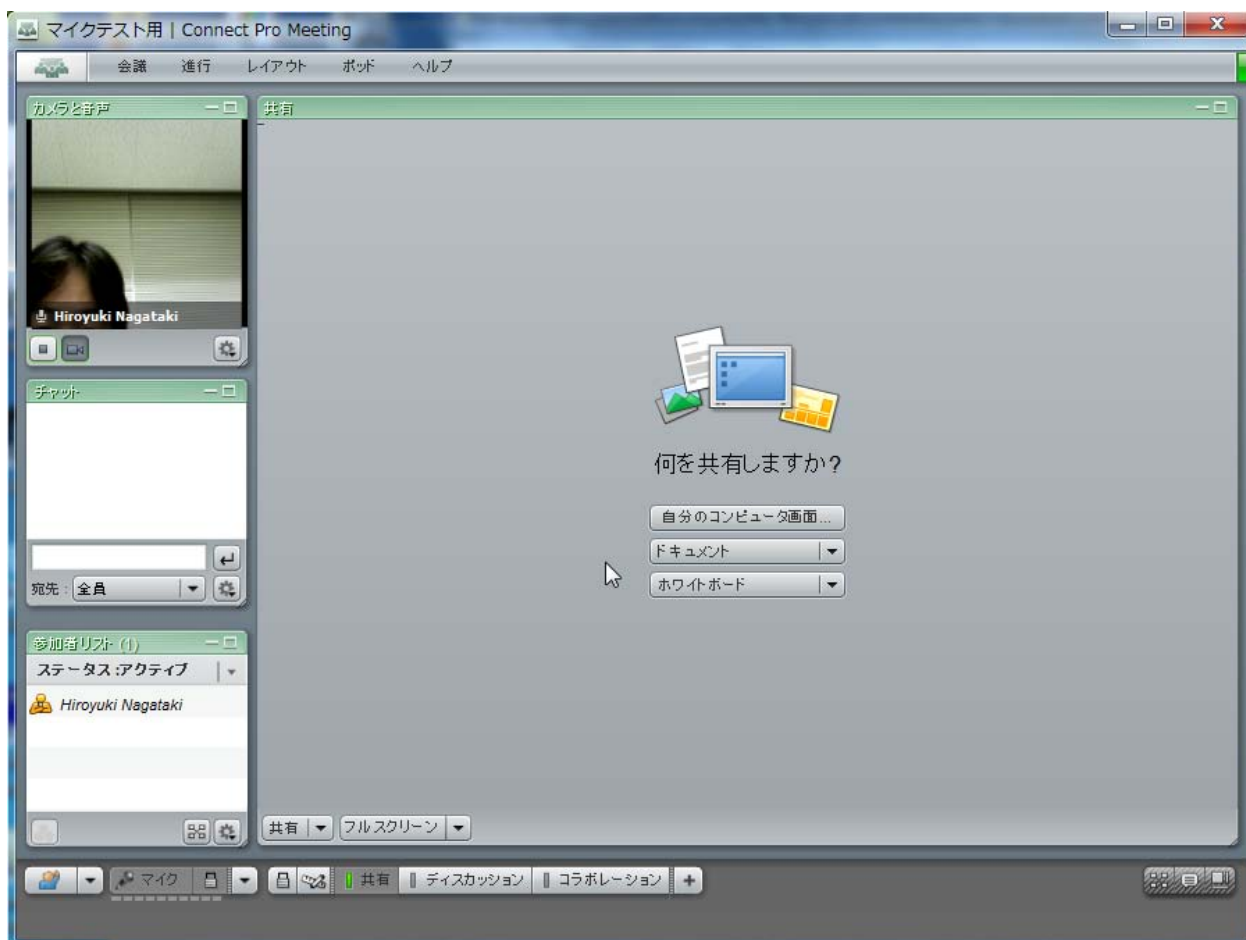 マイクテスト用 | Connect Pro Meeting
会議 進行 レイアウト ポッド ヘルプ
カメラと音声
Hiroyuki Nagataki
チャット
宛先 : 全員
参加者リスト (1)
ステータス :アクティブ
Hiroyuki Nagataki
共有
何を共有しますか?
自分のコンピュータ画面...
ドキュメント
ホワイトボード
共有 フルスクリーン
マイク 共有 ディスカッション コラボレーション +